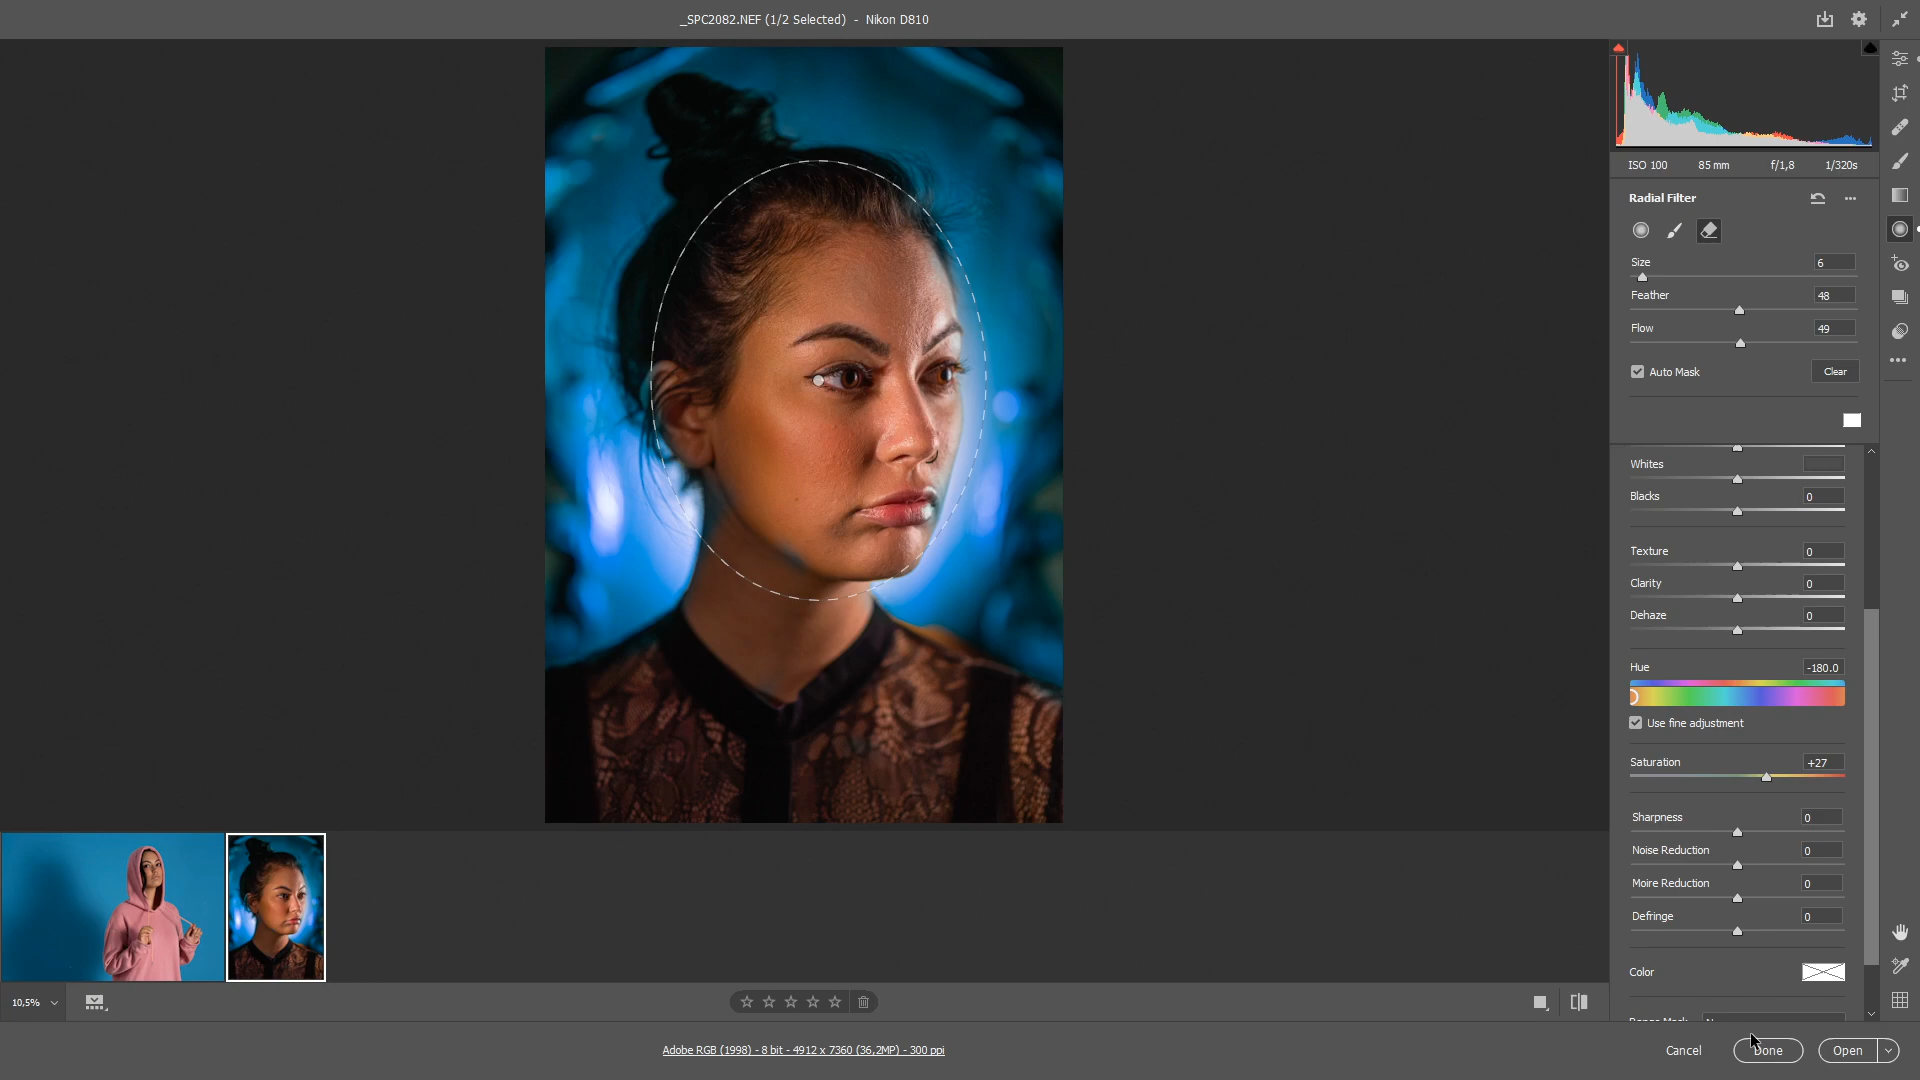 _SPC2082.NEF (1/2 Selected) - Nikon D810
ISO 100 85 mm f/1,8 1/320s
Radial Filter
Size 6
Feather 48
Flow 49
Auto Mask Clear
Whites
Blacks 0
Texture 0
Clarity 0
Dehaze 0
Hue -180.0
Use fine adjustment
Saturation +27
Sharpness 0
Noise Reduction 0
Moire Reduction 0
Defringe 0
Color
10,5%
Adobe RGB (1998) - 8 bit - 4912 x 7360 (36,2MP) - 300 ppi
Cancel Done Open